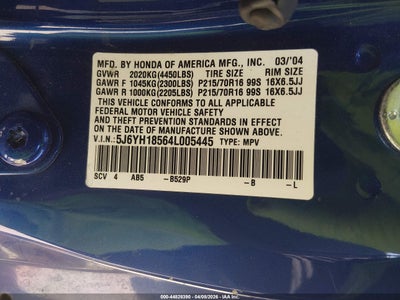 MFD. BY HONDA OF AMERICA MFG., INC. 03/'04
GVWR 2020KG(4450LBS) TIRE SIZE RIM SIZE
GAWR F 1045KG(2300LBS) P215/70R16 99S 16X6.5JJ
GAWR R 1000KG(2205LBS) P215/70R16 99S 16X6.5JJ
THIS VEHICLE CONFORMS TO ALL APPLICABLE
FEDERAL MOTOR VEHICLE SAFETY
AND THEFT PREVENTION STANDARDS IN EFFECT ON
THE DATE OF MANUFACTURE SHOWN ABOVE.
V.I.N.: 5J6YH18564L005445 TYPE: MPV
SCV 4 AB5 -B529P -B -L
000-44828390 - 04/09/2026 - IAA Inc.